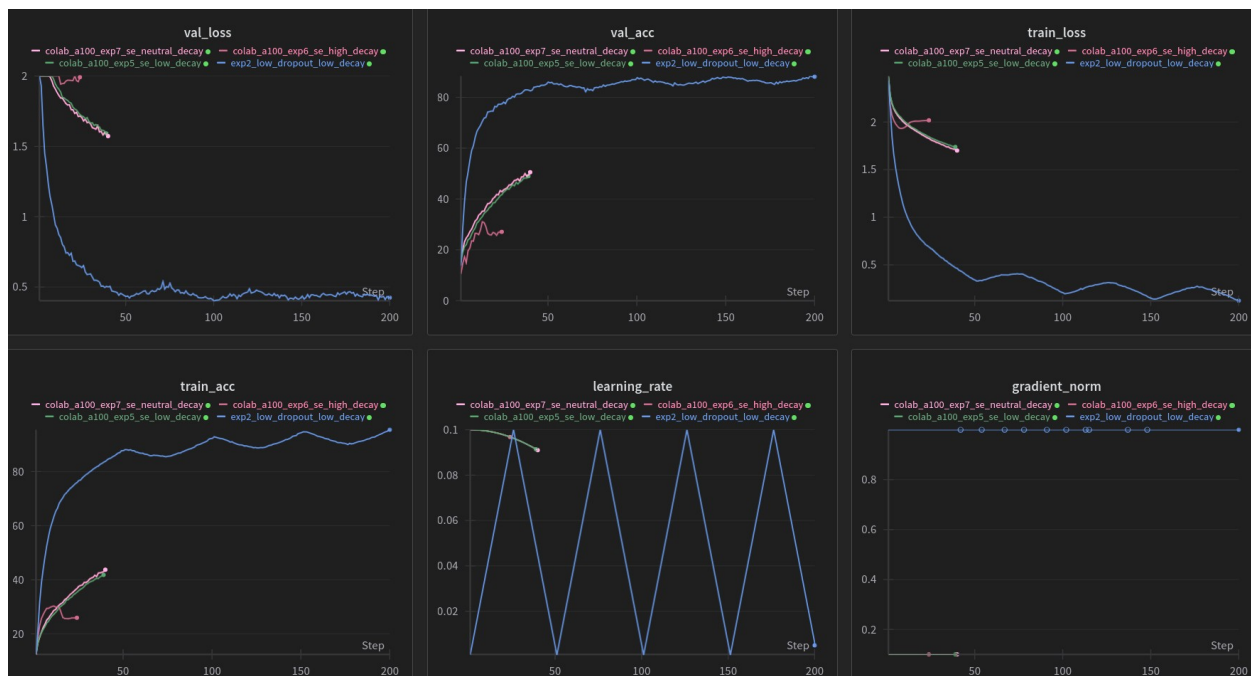 val_loss
colab_a100_exp7_se_neutral_decay colab_a100_exp6_se_high_decay
colab_a100_exp5_se_low_decay exp2_low_dropout_low_decay
2
1.5
1
0.5
Step
50 100 150 200
val_acc
colab_a100_exp7_se_neutral_decay colab_a100_exp6_se_high_decay
colab_a100_exp5_se_low_decay exp2_low_dropout_low_decay
80
60
40
20
0
Step
50 100 150 200
train_loss
colab_a100_exp7_se_neutral_decay colab_a100_exp6_se_high_decay
colab_a100_exp5_se_low_decay exp2_low_dropout_low_decay
2
1.5
1
0.5
Step
50 100 150 200
train_acc
colab_a100_exp7_se_neutral_decay colab_a100_exp6_se_high_decay
colab_a100_exp5_se_low_decay exp2_low_dropout_low_decay
80
60
40
20
Step
50 100 150 200
learning_rate
colab_a100_exp7_se_neutral_decay colab_a100_exp6_se_high_decay
colab_a100_exp5_se_low_decay exp2_low_dropout_low_decay
0.1
0.08
0.06
0.04
0.02
Step
50 100 150 200
gradient_norm
colab_a100_exp7_se_neutral_decay colab_a100_exp6_se_high_decay
colab_a100_exp5_se_low_decay exp2_low_dropout_low_decay
0.8
0.6
0.4
0.2
Step
50 100 150 200